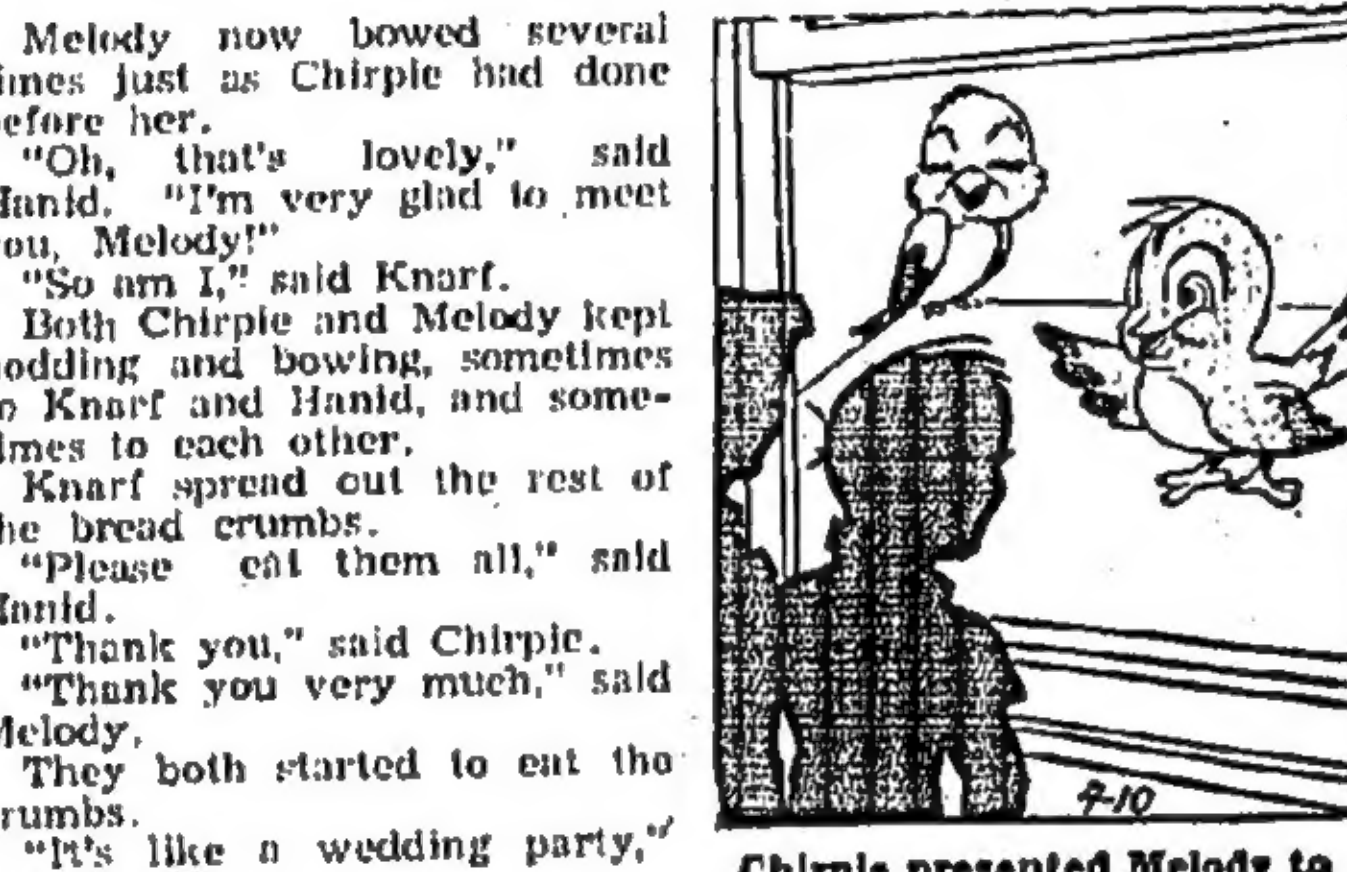 Melody now bowed several
imes just as Chirpie had done
efore her.
"Oh, that's lovely," said
Hanid. "I'm very glad to meet
ou, Melody!"
"So am I," said Knarf.
Both Chirpie and Melody kept
nodding and bowing, sometimes
o Knarf and Hanid, and some-
imes to each other.
Knarf spread out the rest of
he bread crumbs.
"Please eat them all," said
Hanid.
"Thank you," said Chirpie.
"Thank you very much," said
Melody.
They both started to eat the
rumbs.
"It's like a wedding party,"
4-10
Chirpie presented Melody to